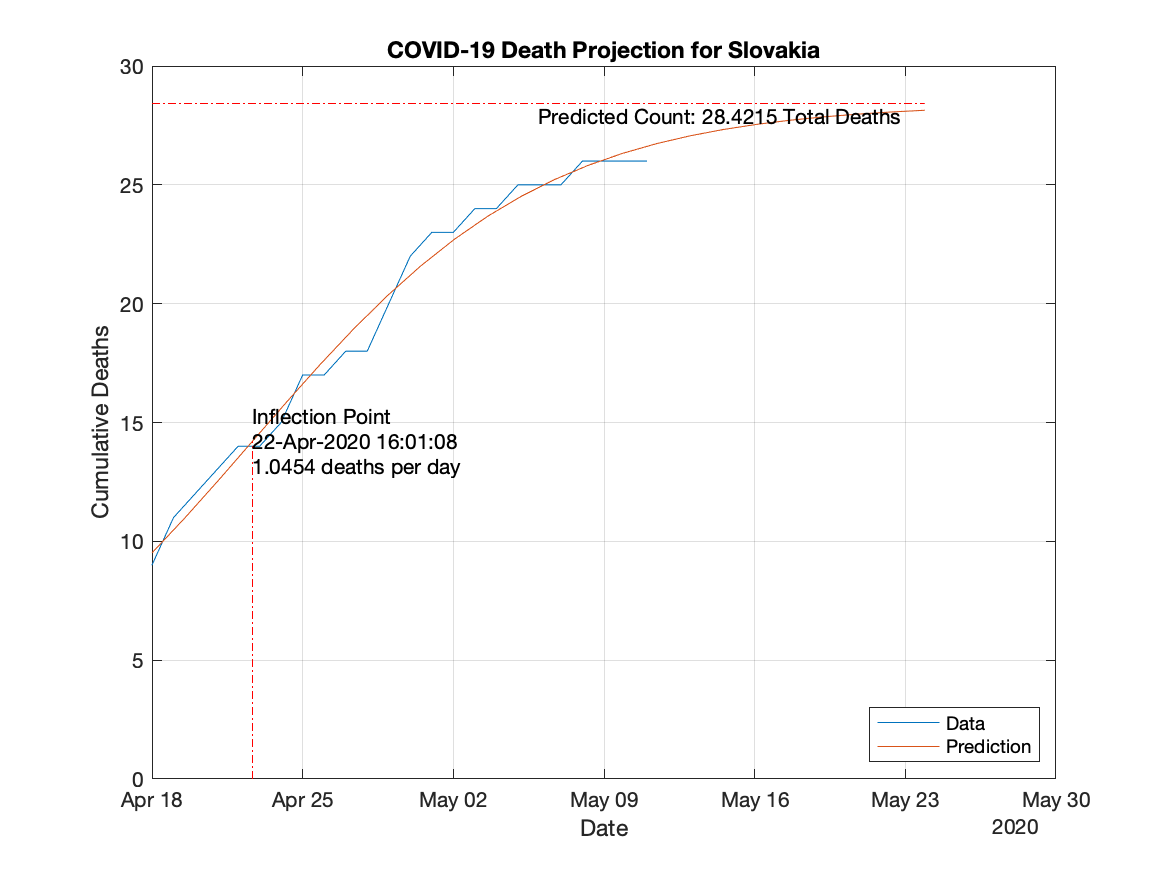 COVID-19 Death Projection for Slovakia
30
25
20
15
10
5
0
Cumulative Deaths
Predicted Count: 28.4215 Total Deaths
Inflection Point
22-Apr-2020 16:01:08
1.0454 deaths per day
Data
Prediction
Apr 18 Apr 25 May 02 May 09 May 16 May 23 May 30
Date
2020